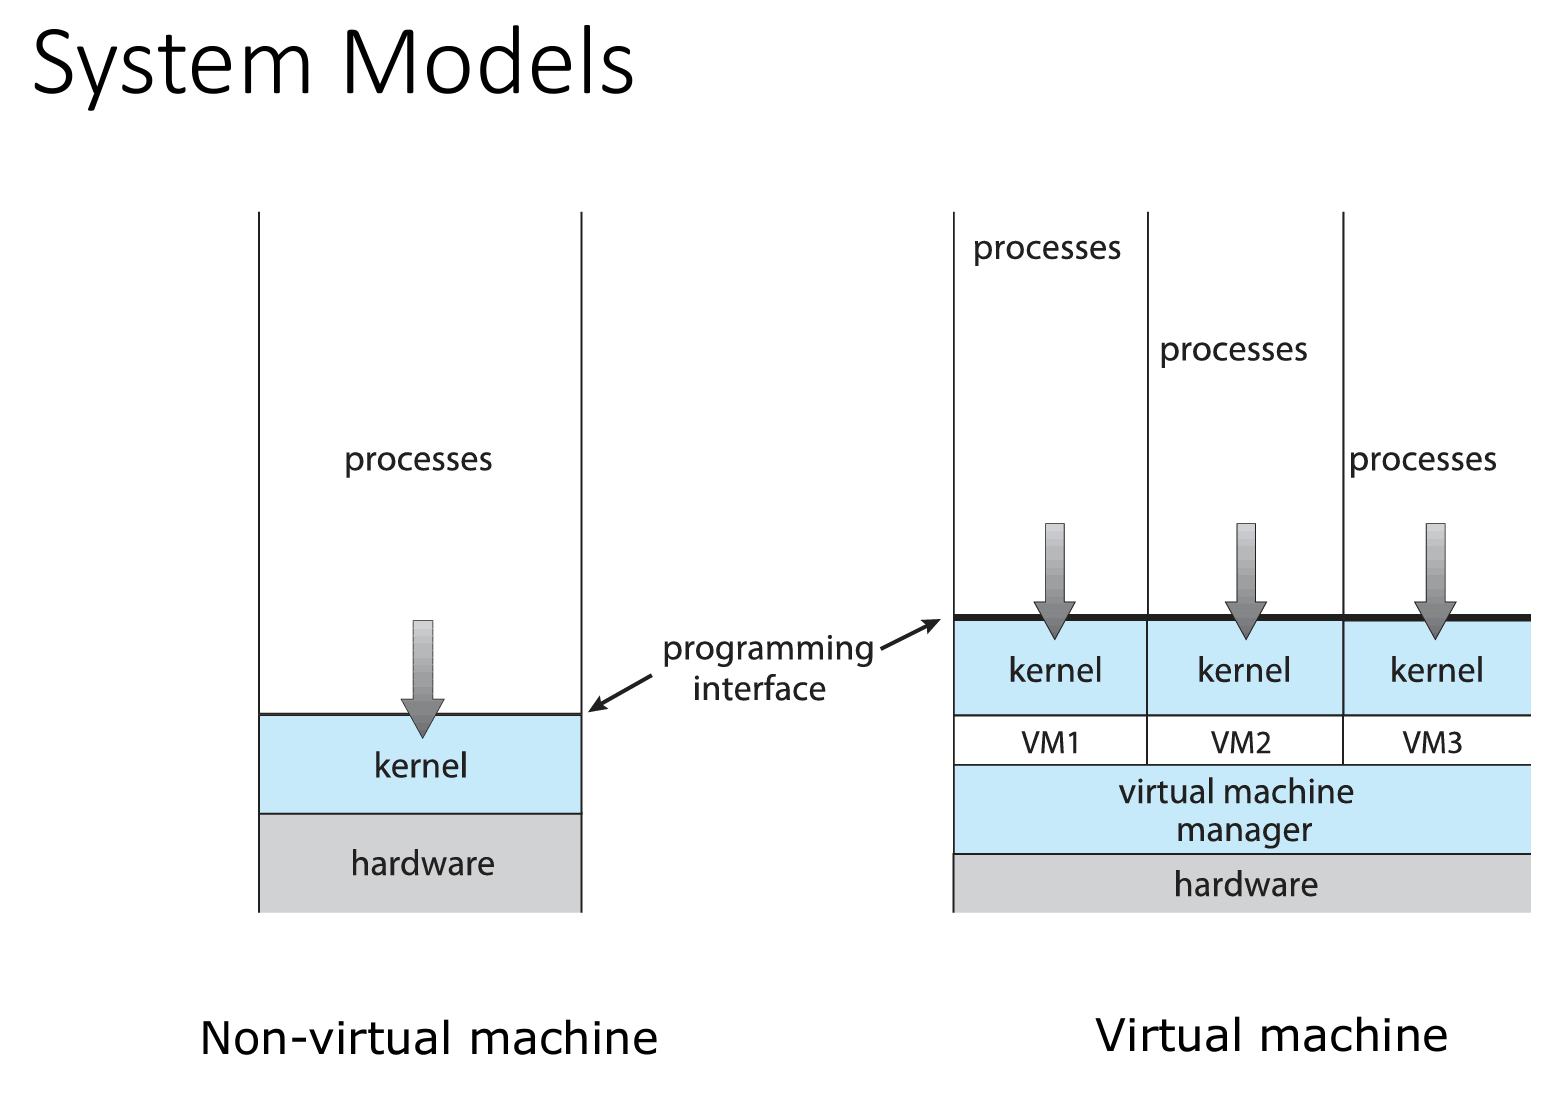 System Models
processes
kernel
hardware
programming
interface
processes
processes
processes
kernel kernel kernel
VM1 VM2 VM3
virtual machine
manager
hardware
Non-virtual machine
Virtual machine